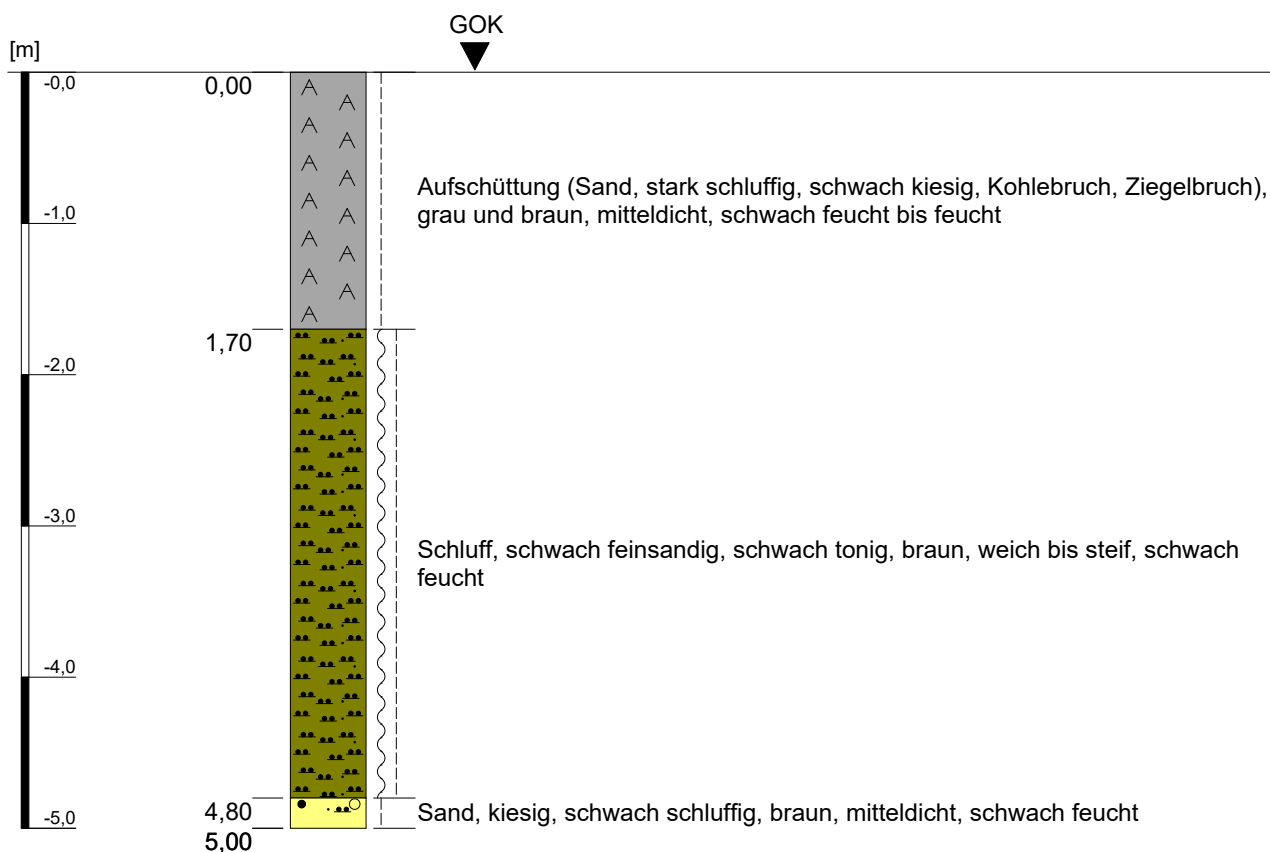 GOK
[m]
-0,0
0,00
Aufschüttung (Sand, stark schluffig, schwach kiesig, Kohlebruch, Ziegelbruch),
grau und braun, mitteldicht, schwach feucht bis feucht
-1,0
1,70
-2,0
-3,0
Schluff, schwach feinsandig, schwach tonig, braun, weich bis steif, schwach
feucht
-4,0
4,80
Sand, kiesig, schwach schluffig, braun, mitteldicht, schwach feucht
-5,0
5,00